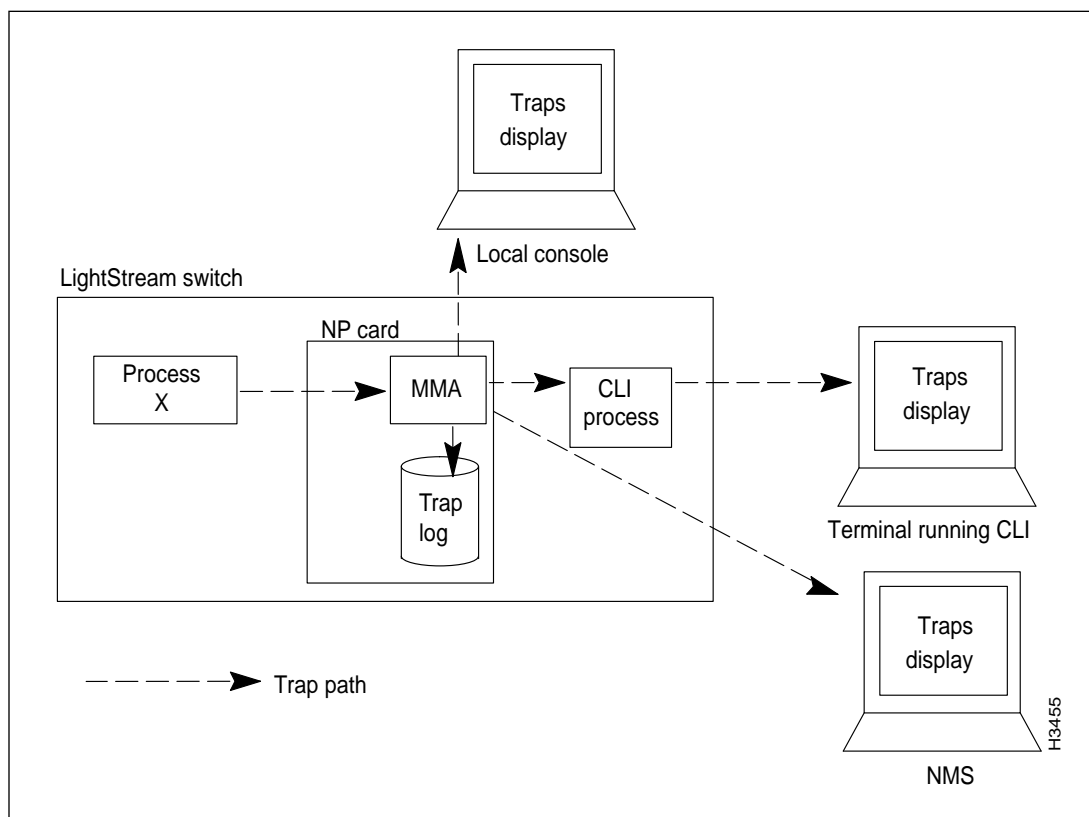 Traps
display
Local console
LightStream switch
NP card
Process
X
MMA
CLI
process
Trap
log
Traps
display
Terminal running CLI
Traps
display
NMS
Trap path
H3455